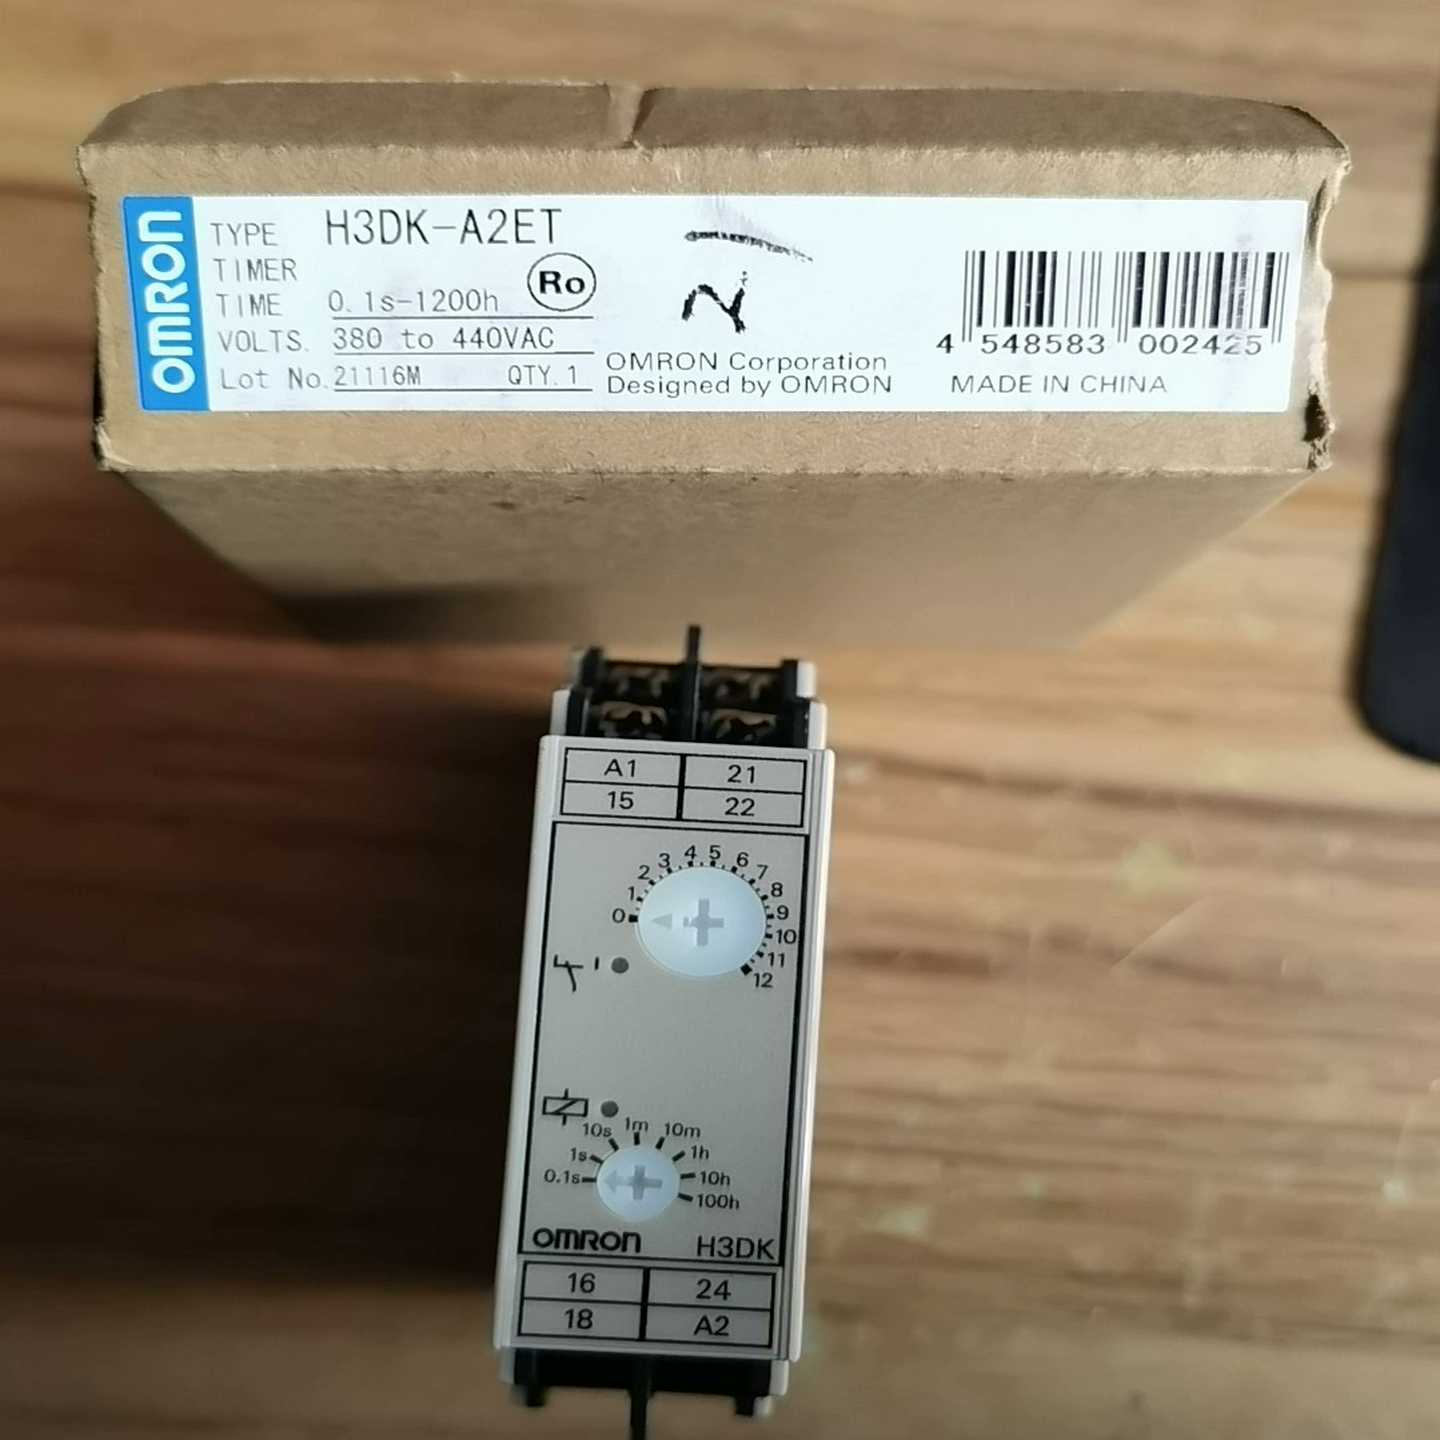 OMRON
TYPE H3DK-A2ET
TIMER
TIME 0.1s-1200h Ro
VOLTS. 380 to 440VAC
Lot No. 21116M QTY.1
OMRON Corporation
Designed by OMRON
4 548583 002425
MADE IN CHINA
A1 21
15 22
0 1 2 3 4 5 6 7 8 9 10 11 12
0.1s 1s 10s 1m 10m 1h 10h 100h
OMRON H3DK
16 24
18 A2